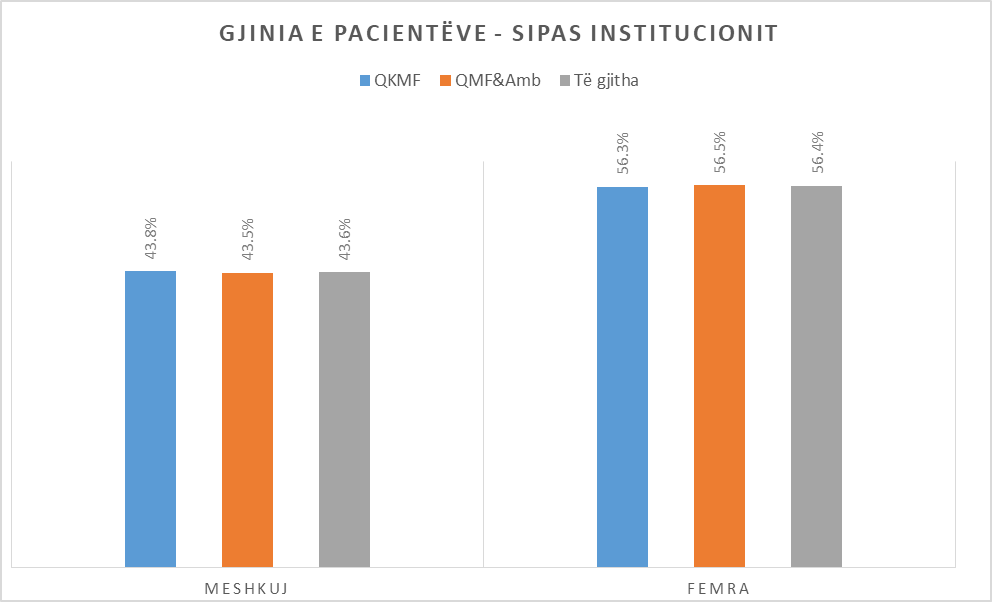 GJINIA E PACIENTËVE - SIPAS INSTITUCIONIT
QKMF QMF&Amb Të gjitha
43.8% 43.5% 43.6% 56.3% 56.5% 56.4%
MESHKUJ FEMRA